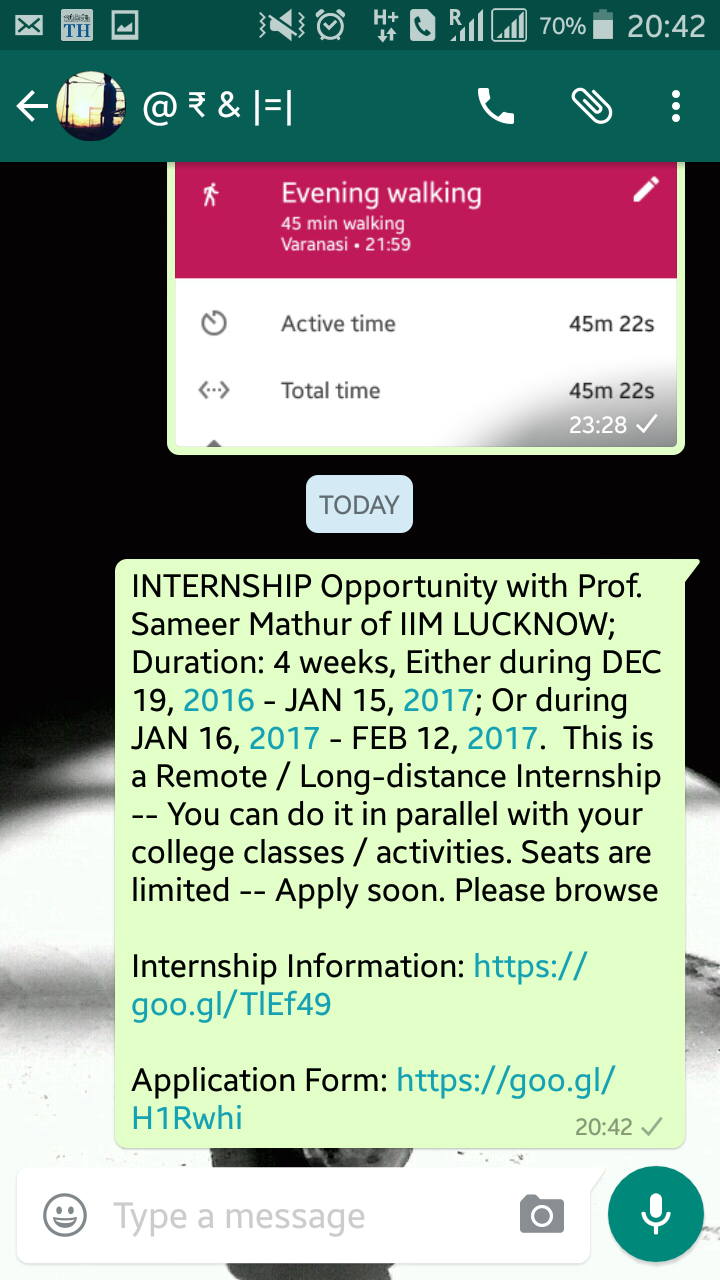 TH H+ R 70% 20:42
@ ₹ & |=|
Evening walking
45 min walking
Varanasi • 21:59
Active time 45m 22s
Total time 45m 22s
23:28
TODAY
INTERNSHIP Opportunity with Prof.
Sameer Mathur of IIM LUCKNOW;
Duration: 4 weeks, Either during DEC
19, 2016 - JAN 15, 2017; Or during
JAN 16, 2017 - FEB 12, 2017. This is
a Remote / Long-distance Internship
-- You can do it in parallel with your
college classes / activities. Seats are
limited -- Apply soon. Please browse
Internship Information: https://
goo.gl/TlEf49
Application Form: https://goo.gl/
H1Rwhi
20:42
Type a message